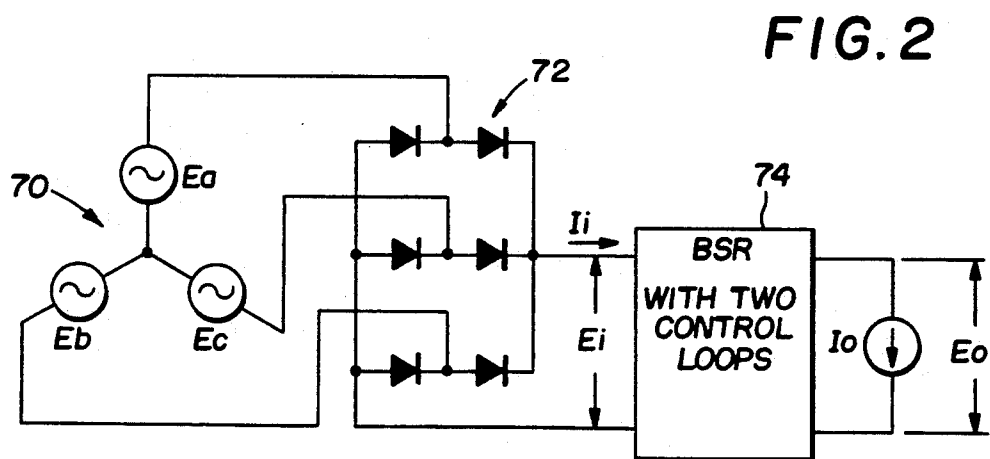 FIG. 2
72
70
Ea
Eb
Ec
Ii
Ei
74
BSR
WITH TWO
CONTROL
LOOPS
Io
Eo